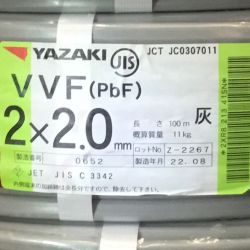 YAZAKI JIS JCT JC0307011
VVF(PbF)
2×2.0mm
長さ 100m
概算質量 11kg
灰
ロットNo. Z-2267
製造番号 0652 製造年月 22.08
JET JIS C 3342